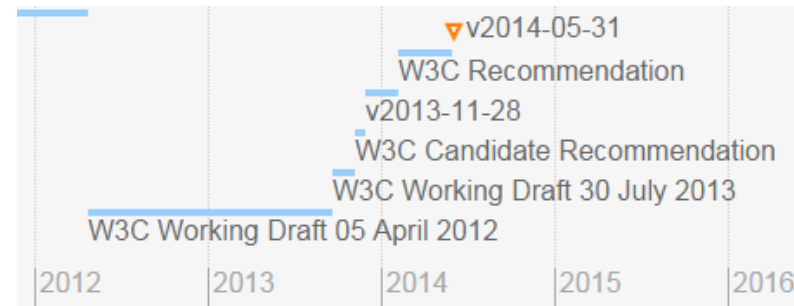 v2014-05-31
W3C Recommendation
v2013-11-28
W3C Candidate Recommendation
W3C Working Draft 30 July 2013
W3C Working Draft 05 April 2012
2012 2013 2014 2015 2016